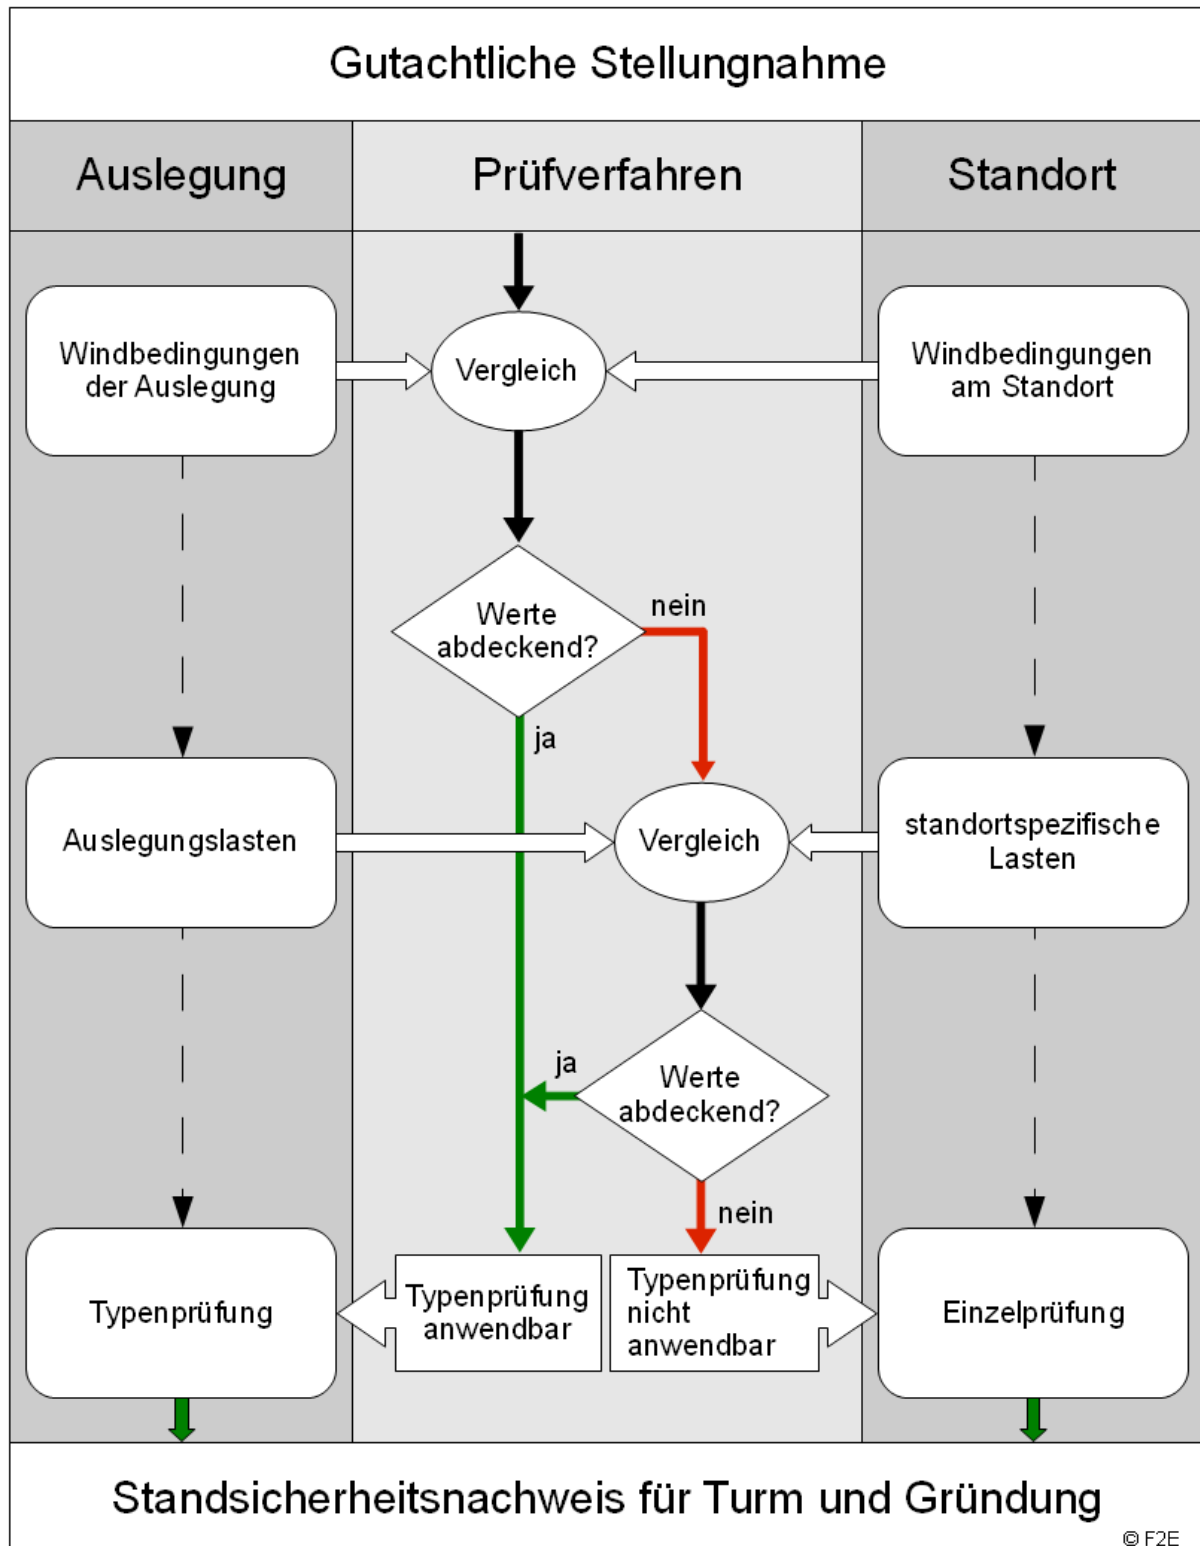 Gutachtliche Stellungnahme
Auslegung
Prüfverfahren
Standort
Windbedingungen
der Auslegung
Vergleich
Windbedingungen
am Standort
Werte
abdeckend?
nein
ja
Auslegungslasten
Vergleich
standortspezifische
Lasten
ja
Werte
abdeckend?
nein
Typenprüfung
Typenprüfung
anwendbar
Typenprüfung
nicht
anwendbar
Einzelprüfung
Standsicherheitsnachweis für Turm und Gründung
© F2E